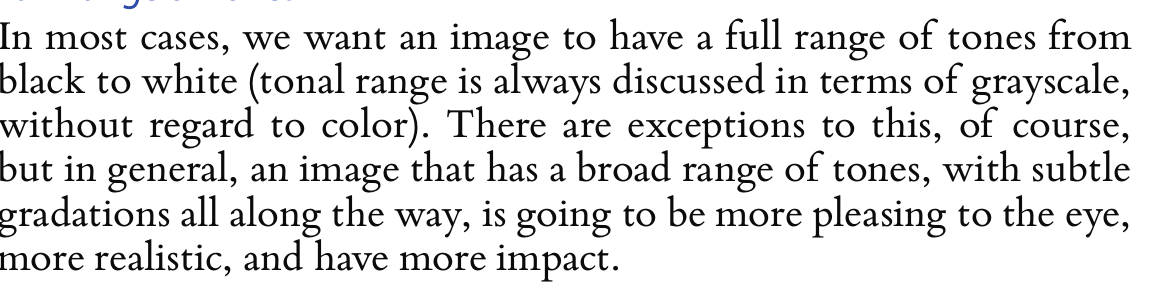 In most cases, we want an image to have a full range of tones from
black to white (tonal range is always discussed in terms of grayscale,
without regard to color). There are exceptions to this, of course,
but in general, an image that has a broad range of tones, with subtle
gradations all along the way, is going to be more pleasing to the eye,
more realistic, and have more impact.